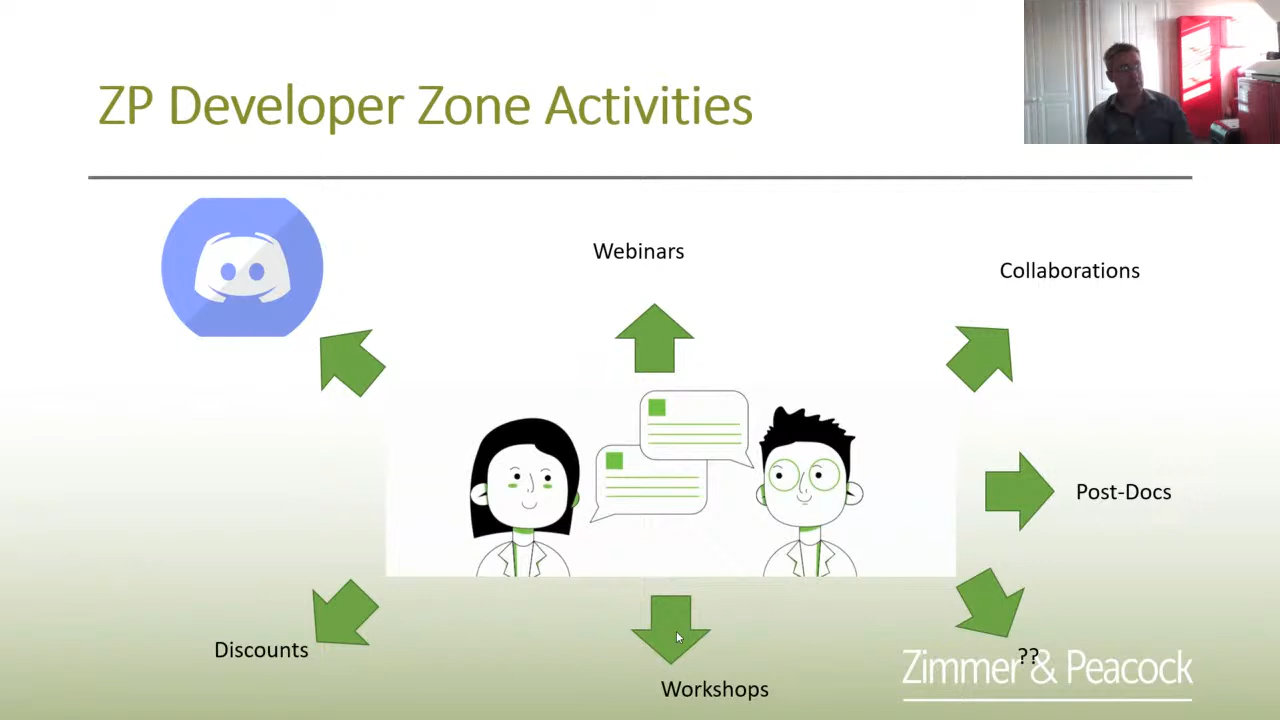 ZP Developer Zone Activities
Webinars
Collaborations
Post-Docs
Discounts
??
Zimmer & Peacock
Workshops